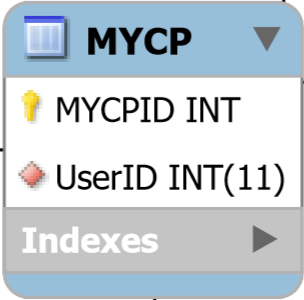 MYCP
MYCPID INT
UserID INT(11)
Indexes